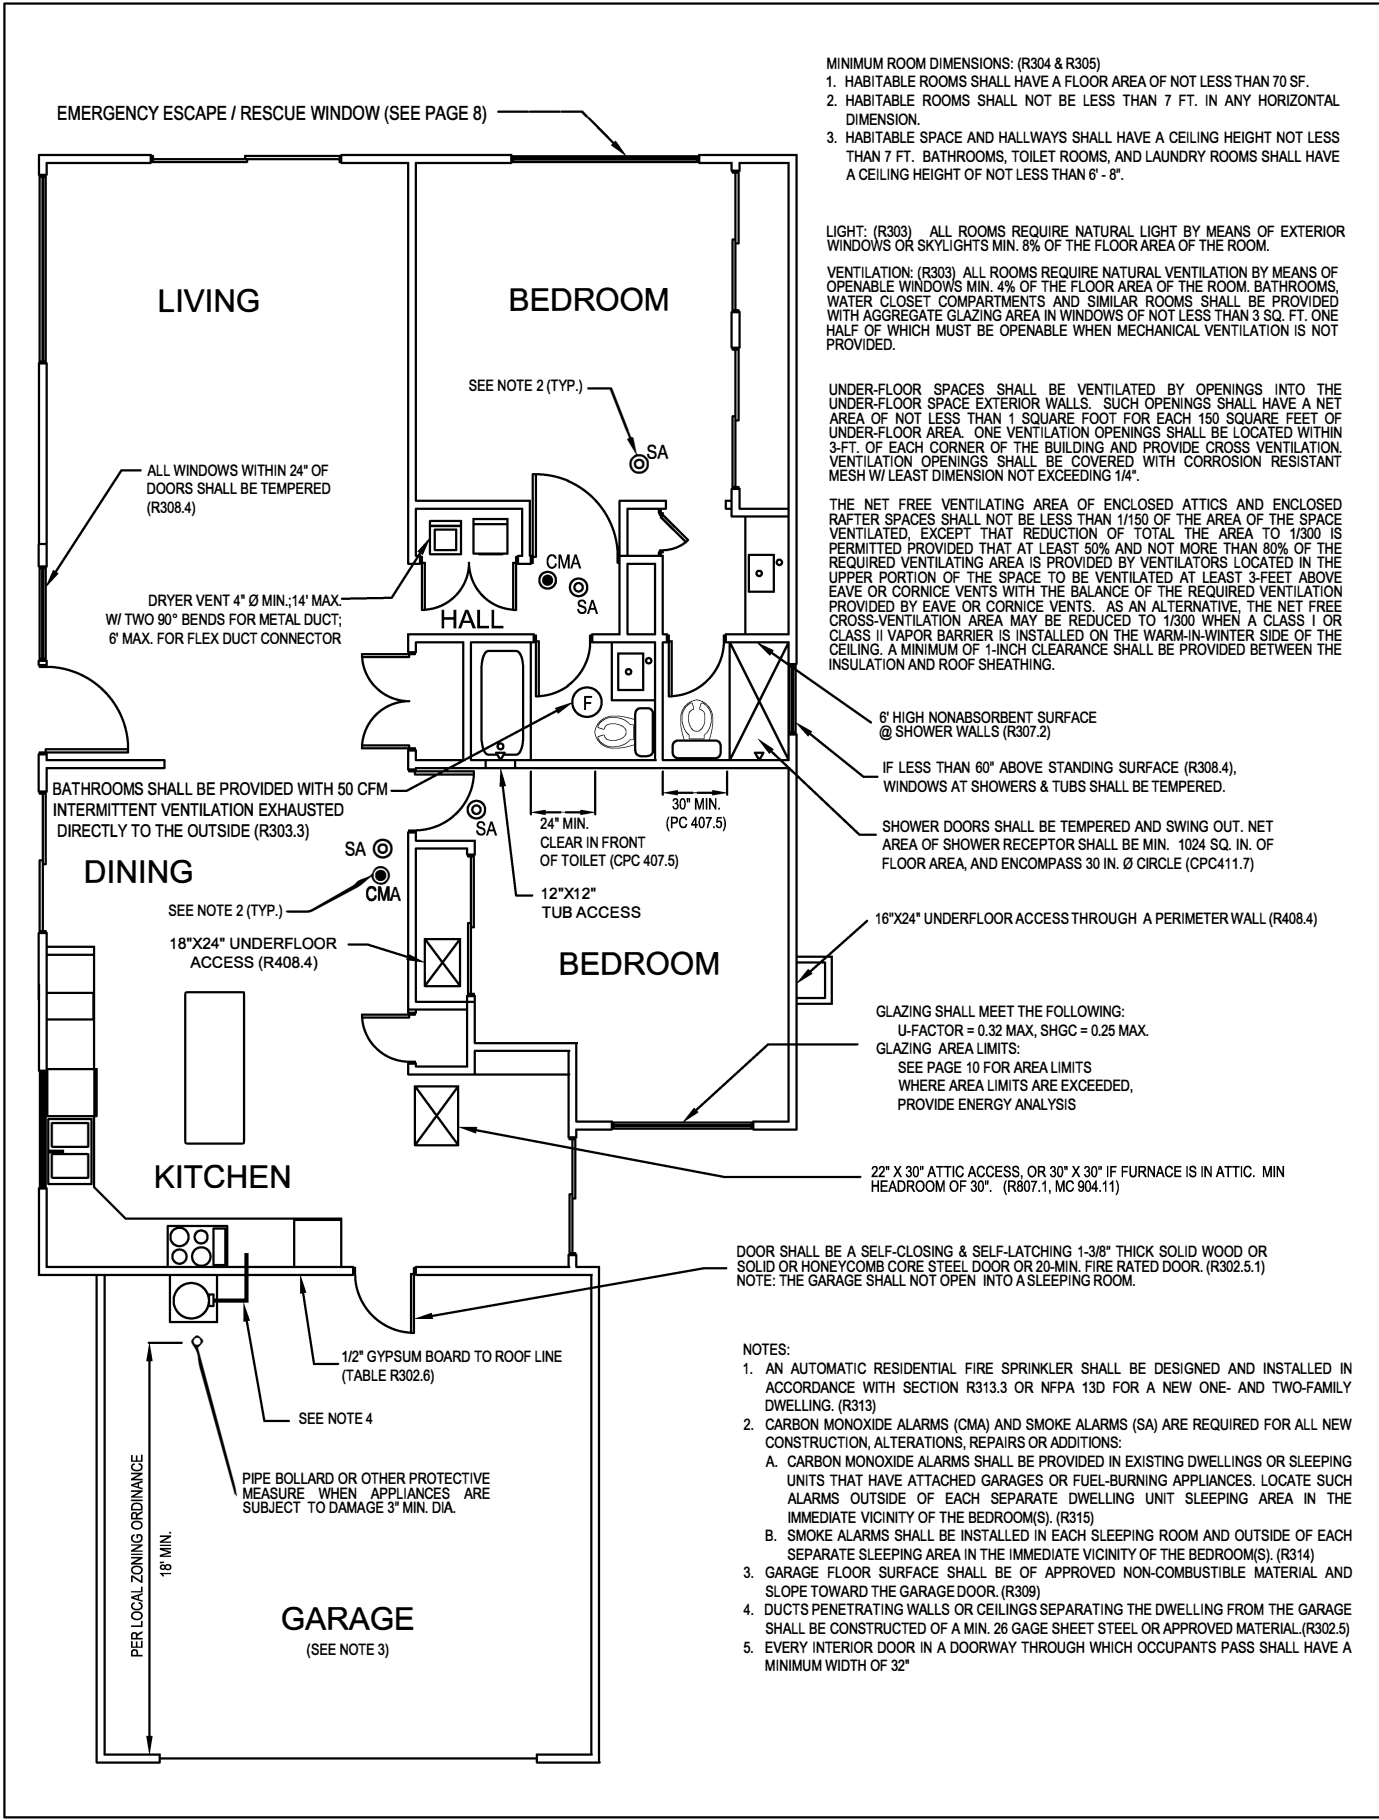 MINIMUM ROOM DIMENSIONS: (R304 & R305)
1. HABITABLE ROOMS SHALL HAVE A FLOOR AREA OF NOT LESS THAN 70 SF.
2. HABITABLE ROOMS SHALL NOT BE LESS THAN 7 FT. IN ANY HORIZONTAL
DIMENSION.
3. HABITABLE SPACE AND HALLWAYS SHALL HAVE A CEILING HEIGHT NOT LESS
THAN 7 FT. BATHROOMS, TOILET ROOMS, AND LAUNDRY ROOMS SHALL HAVE
A CEILING HEIGHT OF NOT LESS THAN 6' - 8".
LIGHT: (R303) ALL ROOMS REQUIRE NATURAL LIGHT BY MEANS OF EXTERIOR
WINDOWS OR SKYLIGHTS MIN. 8% OF THE FLOOR AREA OF THE ROOM.
VENTILATION: (R303) ALL ROOMS REQUIRE NATURAL VENTILATION BY MEANS OF
OPENABLE WINDOWS MIN. 4% OF THE FLOOR AREA OF THE ROOM. BATHROOMS,
WATER CLOSET COMPARTMENTS AND SIMILAR ROOMS SHALL BE PROVIDED
WITH AGGREGATE GLAZING AREA IN WINDOWS OF NOT LESS THAN 3 SQ. FT. ONE
HALF OF WHICH MUST BE OPENABLE WHEN MECHANICAL VENTILATION IS NOT
PROVIDED.
UNDER-FLOOR SPACES SHALL BE VENTILATED BY OPENINGS INTO THE
UNDER-FLOOR SPACE EXTERIOR WALLS. SUCH OPENINGS SHALL HAVE A NET
AREA OF NOT LESS THAN 1 SQUARE FOOT FOR EACH 150 SQUARE FEET OF
UNDER-FLOOR AREA. ONE VENTILATION OPENINGS SHALL BE LOCATED WITHIN
3-FT. OF EACH CORNER OF THE BUILDING AND PROVIDE CROSS VENTILATION.
VENTILATION OPENINGS SHALL BE COVERED WITH CORROSION RESISTANT
MESH W/ LEAST DIMENSION NOT EXCEEDING 1/4".
THE NET FREE VENTILATING AREA OF ENCLOSED ATTICS AND ENCLOSED
RAFTER SPACES SHALL NOT BE LESS THAN 1/150 OF THE AREA OF THE SPACE
VENTILATED, EXCEPT THAT REDUCTION OF TOTAL THE AREA TO 1/300 IS
PERMITTED PROVIDED THAT AT LEAST 50% AND NOT MORE THAN 80% OF THE
REQUIRED VENTILATING AREA IS PROVIDED BY VENTILATORS LOCATED IN THE
UPPER PORTION OF THE SPACE TO BE VENTILATED AT LEAST 3-FEET ABOVE
EAVE OR CORNICE VENTS WITH THE BALANCE OF THE REQUIRED VENTILATION
PROVIDED BY EAVE OR CORNICE VENTS. AS AN ALTERNATIVE, THE NET FREE
CROSS-VENTILATION AREA MAY BE REDUCED TO 1/300 WHEN A CLASS I OR
CLASS II VAPOR BARRIER IS INSTALLED ON THE WARM-IN-WINTER SIDE OF THE
CEILING. A MINIMUM OF 1-INCH CLEARANCE SHALL BE PROVIDED BETWEEN THE
INSULATION AND ROOF SHEATHING.
EMERGENCY ESCAPE / RESCUE WINDOW (SEE PAGE 8)
LIVING
BEDROOM
SEE NOTE 2 (TYP.)
SA
ALL WINDOWS WITHIN 24" OF
DOORS SHALL BE TEMPERED
(R308.4)
CMA
SA
DRYER VENT 4" Ø MIN.;14' MAX.
W/ TWO 90° BENDS FOR METAL DUCT;
6' MAX. FOR FLEX DUCT CONNECTOR
HALL
F
6' HIGH NONABSORBENT SURFACE
@ SHOWER WALLS (R307.2)
IF LESS THAN 60" ABOVE STANDING SURFACE (R308.4),
WINDOWS AT SHOWERS & TUBS SHALL BE TEMPERED.
BATHROOMS SHALL BE PROVIDED WITH 50 CFM
INTERMITTENT VENTILATION EXHAUSTED
DIRECTLY TO THE OUTSIDE (R303.3)
SA
24" MIN.
CLEAR IN FRONT
OF TOILET (CPC 407.5)
30" MIN.
(PC 407.5)
SHOWER DOORS SHALL BE TEMPERED AND SWING OUT. NET
AREA OF SHOWER RECEPTOR SHALL BE MIN. 1024 SQ. IN. OF
FLOOR AREA, AND ENCOMPASS 30 IN. Ø CIRCLE (CPC411.7)
SA
CMA
DINING
SEE NOTE 2 (TYP.)
12"X12"
TUB ACCESS
16"X24" UNDERFLOOR ACCESS THROUGH A PERIMETER WALL (R408.4)
18"X24" UNDERFLOOR
ACCESS (R408.4)
BEDROOM
GLAZING SHALL MEET THE FOLLOWING:
U-FACTOR = 0.32 MAX, SHGC = 0.25 MAX.
GLAZING AREA LIMITS:
SEE PAGE 10 FOR AREA LIMITS
WHERE AREA LIMITS ARE EXCEEDED,
PROVIDE ENERGY ANALYSIS
KITCHEN
22" X 30" ATTIC ACCESS, OR 30" X 30" IF FURNACE IS IN ATTIC. MIN
HEADROOM OF 30". (R807.1, MC 904.11)
DOOR SHALL BE A SELF-CLOSING & SELF-LATCHING 1-3/8" THICK SOLID WOOD OR
SOLID OR HONEYCOMB CORE STEEL DOOR OR 20-MIN. FIRE RATED DOOR. (R302.5.1)
NOTE: THE GARAGE SHALL NOT OPEN INTO A SLEEPING ROOM.
1/2" GYPSUM BOARD TO ROOF LINE
(TABLE R302.6)
SEE NOTE 4
PIPE BOLLARD OR OTHER PROTECTIVE
MEASURE WHEN APPLIANCES ARE
SUBJECT TO DAMAGE 3" MIN. DIA.
PER LOCAL ZONING ORDINANCE
18' MIN.
GARAGE
(SEE NOTE 3)
NOTES:
1. AN AUTOMATIC RESIDENTIAL FIRE SPRINKLER SHALL BE DESIGNED AND INSTALLED IN
ACCORDANCE WITH SECTION R313.3 OR NFPA 13D FOR A NEW ONE- AND TWO-FAMILY
DWELLING. (R313)
2. CARBON MONOXIDE ALARMS (CMA) AND SMOKE ALARMS (SA) ARE REQUIRED FOR ALL NEW
CONSTRUCTION, ALTERATIONS, REPAIRS OR ADDITIONS:
A. CARBON MONOXIDE ALARMS SHALL BE PROVIDED IN EXISTING DWELLINGS OR SLEEPING
UNITS THAT HAVE ATTACHED GARAGES OR FUEL-BURNING APPLIANCES. LOCATE SUCH
ALARMS OUTSIDE OF EACH SEPARATE DWELLING UNIT SLEEPING AREA IN THE
IMMEDIATE VICINITY OF THE BEDROOM(S). (R315)
B. SMOKE ALARMS SHALL BE INSTALLED IN EACH SLEEPING ROOM AND OUTSIDE OF EACH
SEPARATE SLEEPING AREA IN THE IMMEDIATE VICINITY OF THE BEDROOM(S). (R314)
3. GARAGE FLOOR SURFACE SHALL BE OF APPROVED NON-COMBUSTIBLE MATERIAL AND
SLOPE TOWARD THE GARAGE DOOR. (R309)
4. DUCTS PENETRATING WALLS OR CEILINGS SEPARATING THE DWELLING FROM THE GARAGE
SHALL BE CONSTRUCTED OF A MIN. 26 GAGE SHEET STEEL OR APPROVED MATERIAL.(R302.5)
5. EVERY INTERIOR DOOR IN A DOORWAY THROUGH WHICH OCCUPANTS PASS SHALL HAVE A
MINIMUM WIDTH OF 32"